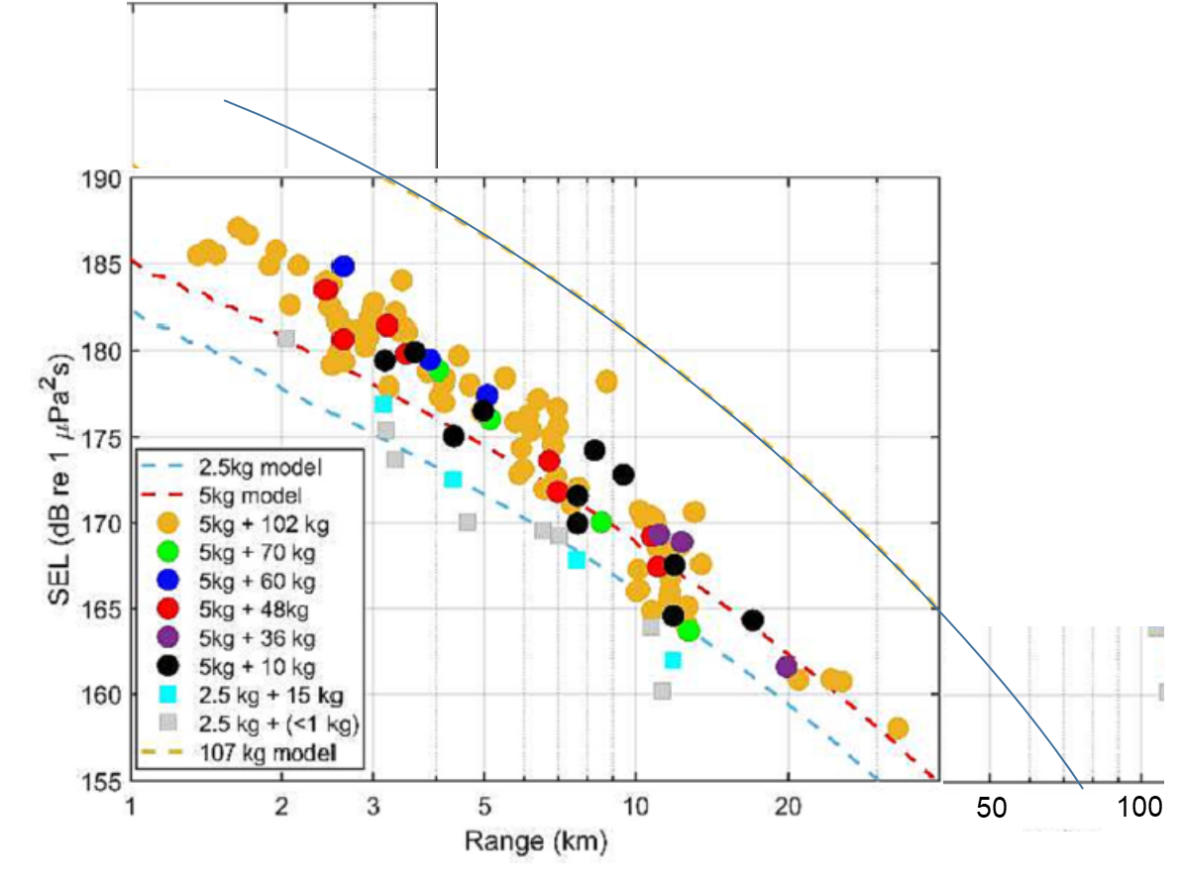 190
185
180
175
170
165
160
155
SEL (dB re 1 μPa²s)
2.5kg model
5kg model
5kg + 102 kg
5kg + 70 kg
5kg + 60 kg
5kg + 48kg
5kg + 36 kg
5kg + 10 kg
2.5 kg + 15 kg
2.5 kg + (<1 kg)
107 kg model
1 2 3 5 10 20 50 100
Range (km)